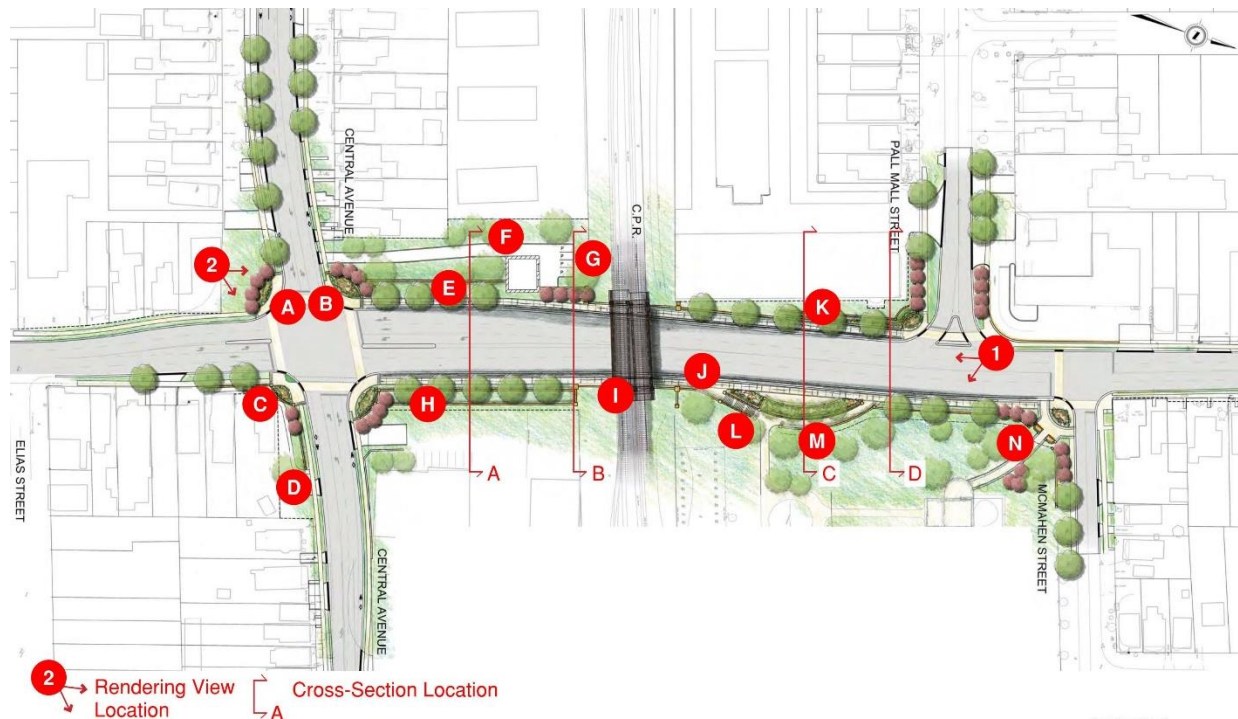 CENTRAL AVENUE
C.P.R.
PALL MALL STREET
2
A
B
E
F
G
K
1
C
D
H
I
J
L
M
N
A
B
C
D
ELIAS STREET
CENTRAL AVENUE
MCMAHEN STREET
2
Rendering View
Location
A
Cross-Section Location